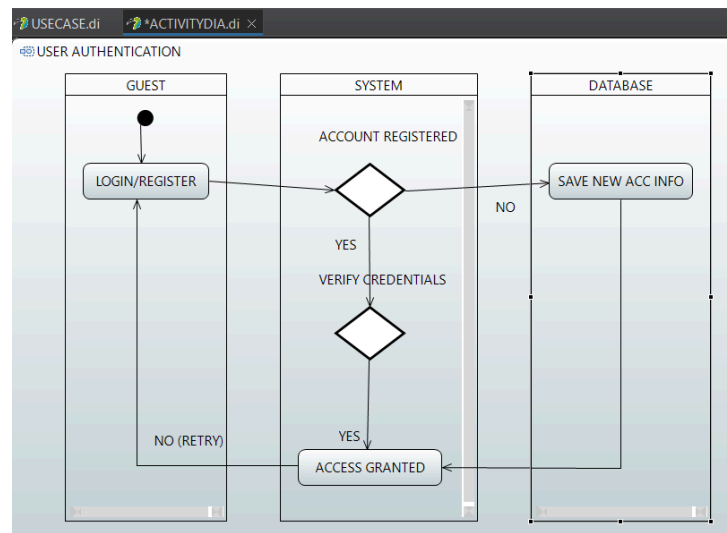 USECASE.di
*ACTIVITYDIA.di
USER AUTHENTICATION
GUEST
SYSTEM
DATABASE
ACCOUNT REGISTERED
LOGIN/REGISTER
SAVE NEW ACC INFO
NO
YES
VERIFY CREDENTIALS
YES
NO (RETRY)
ACCESS GRANTED